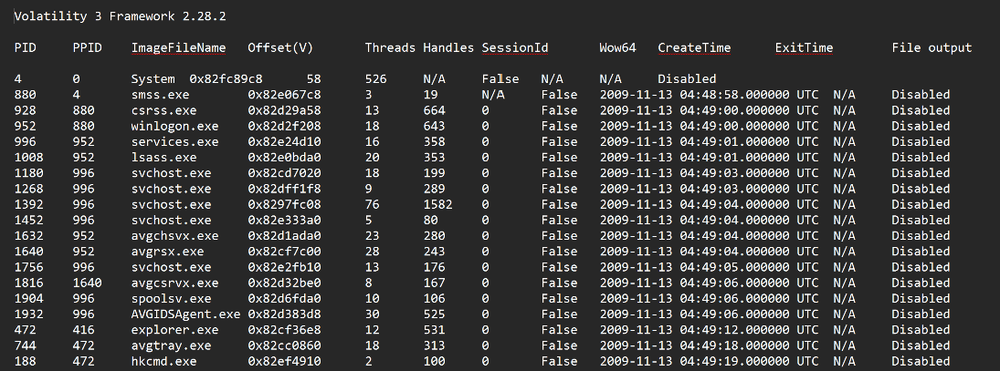 Volatility 3 Framework 2.28.2
PID PPID ImageFileName Offset(V) Threads Handles SessionId Wow64 CreateTime ExitTime File output
4 0 System 0x82fc89c8 58 526 N/A False N/A N/A Disabled
880 4 smss.exe 0x82e067c8 3 19 N/A False 2009-11-13 04:48:58.000000 UTC N/A Disabled
928 880 csrss.exe 0x82d29a58 13 664 0 False 2009-11-13 04:49:00.000000 UTC N/A Disabled
952 880 winlogon.exe 0x82d2f208 18 643 0 False 2009-11-13 04:49:00.000000 UTC N/A Disabled
996 952 services.exe 0x82e24d10 16 358 0 False 2009-11-13 04:49:01.000000 UTC N/A Disabled
1008 952 lsass.exe 0x82e0bda0 20 353 0 False 2009-11-13 04:49:01.000000 UTC N/A Disabled
1180 996 svchost.exe 0x82cd7020 18 199 0 False 2009-11-13 04:49:03.000000 UTC N/A Disabled
1268 996 svchost.exe 0x82dff1f8 9 289 0 False 2009-11-13 04:49:03.000000 UTC N/A Disabled
1392 996 svchost.exe 0x8297fc08 76 1582 0 False 2009-11-13 04:49:04.000000 UTC N/A Disabled
1452 996 svchost.exe 0x82e333a0 5 80 0 False 2009-11-13 04:49:04.000000 UTC N/A Disabled
1632 952 avgchsvx.exe 0x82d1ada0 23 280 0 False 2009-11-13 04:49:04.000000 UTC N/A Disabled
1640 952 avgrsx.exe 0x82cf7c00 28 243 0 False 2009-11-13 04:49:04.000000 UTC N/A Disabled
1756 996 svchost.exe 0x82e2fb10 13 176 0 False 2009-11-13 04:49:05.000000 UTC N/A Disabled
1816 1640 avgcsrvx.exe 0x82d32be0 8 167 0 False 2009-11-13 04:49:06.000000 UTC N/A Disabled
1904 996 spoolsv.exe 0x82d6fda0 10 106 0 False 2009-11-13 04:49:06.000000 UTC N/A Disabled
1932 996 AVGIDSAgent.exe 0x82d383d8 30 525 0 False 2009-11-13 04:49:06.000000 UTC N/A Disabled
472 416 explorer.exe 0x82cf36e8 12 531 0 False 2009-11-13 04:49:12.000000 UTC N/A Disabled
744 472 avgtray.exe 0x82cc0860 18 313 0 False 2009-11-13 04:49:18.000000 UTC N/A Disabled
188 472 hkcmd.exe 0x82ef4910 2 100 0 False 2009-11-13 04:49:19.000000 UTC N/A Disabled